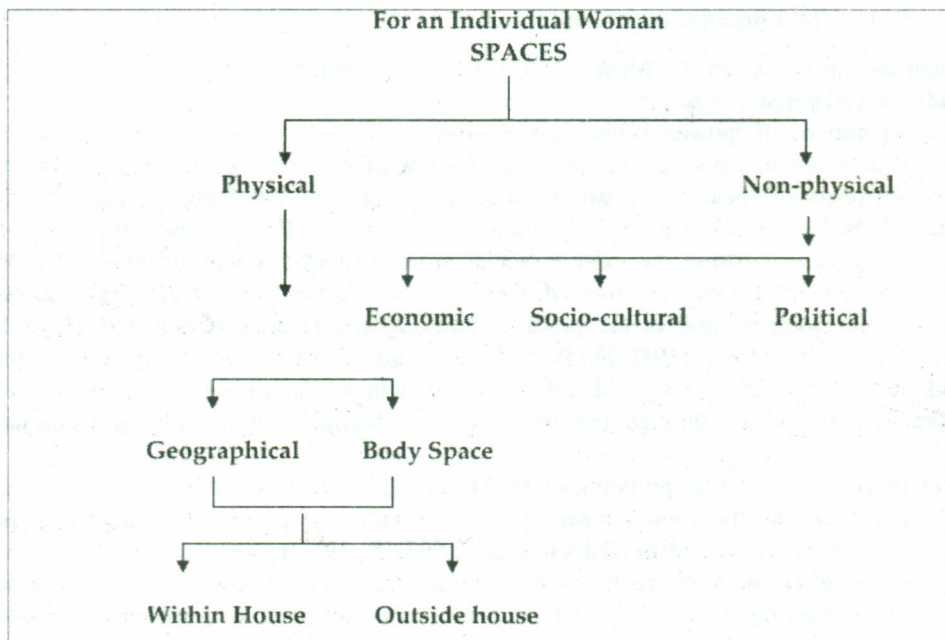 For an Individual Woman
SPACES
Physical Non-physical
Economic Socio-cultural Political
Geographical Body Space
Within House Outside house